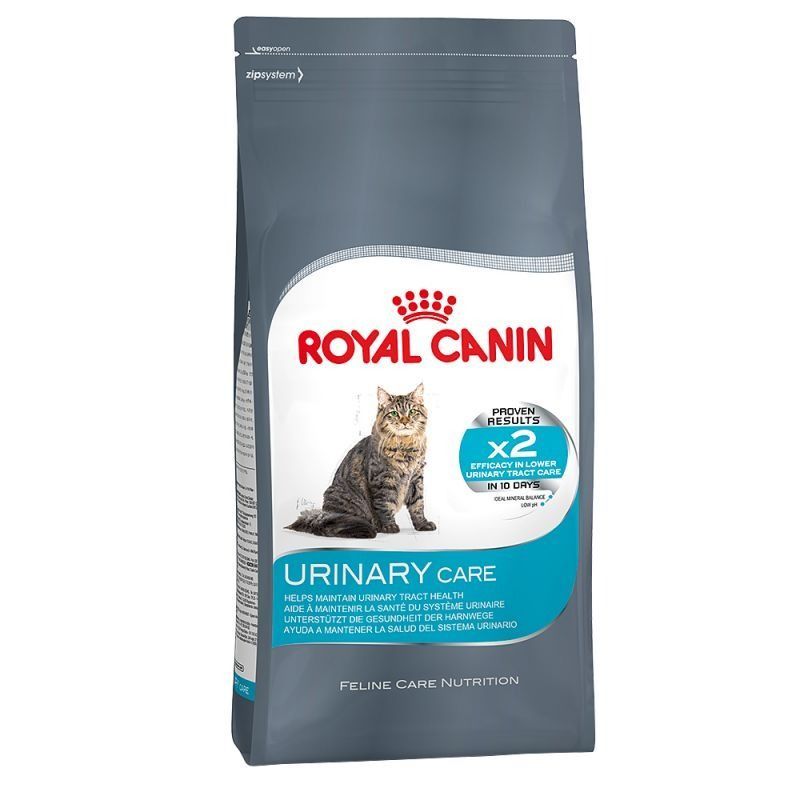 easyopen
zipsystem
ROYAL CANIN
PROVEN
RESULTS
x2
EFFICACY IN LOWER
URINARY TRACT CARE
IN 10 DAYS
IDEAL MINERAL BALANCE
LOW pH
URINARY CARE
HELPS MAINTAIN URINARY TRACT HEALTH
AIDE À MAINTENIR LA SANTÉ DU SYSTÈME URINAIRE
UNTERSTÜTZT DIE GESUNDHEIT DER HARNWEGE
AYUDA A MANTENER LA SALUD DEL SISTEMA URINARIO
FELINE CARE NUTRITION
CARE